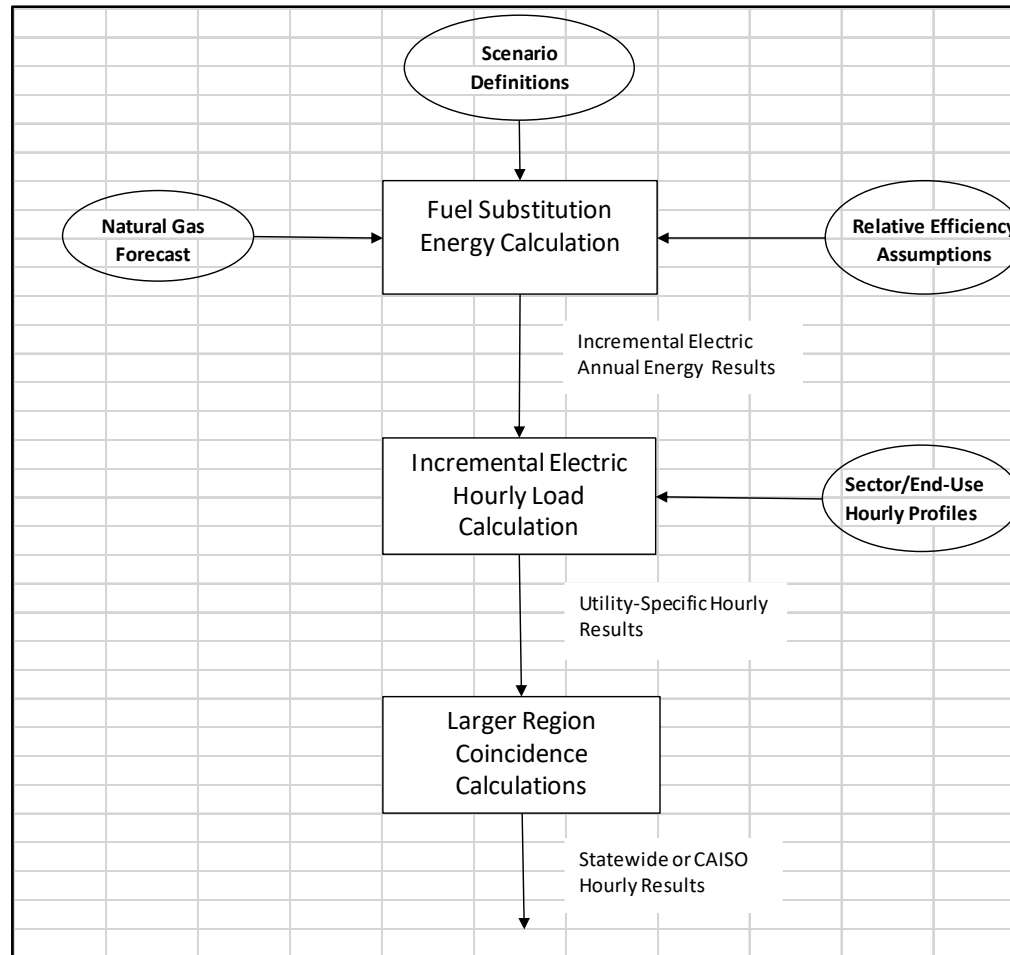 Scenario
Definitions
Fuel Substitution
Energy Calculation
Natural Gas
Forecast
Relative Efficiency
Assumptions
Incremental Electric
Annual Energy Results
Incremental Electric
Hourly Load
Calculation
Sector/End-Use
Hourly Profiles
Utility-Specific Hourly
Results
Larger Region
Coincidence
Calculations
Statewide or CAISO
Hourly Results